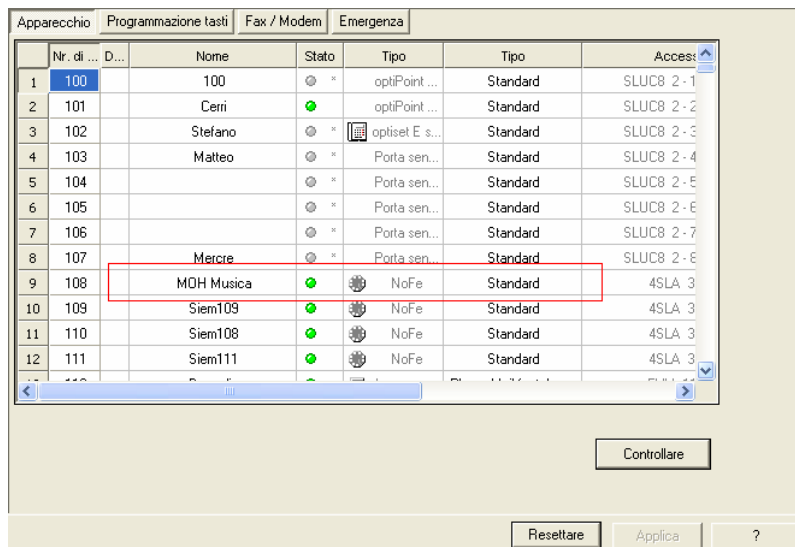 Apparecchio Programmazione tasti Fax / Modem Emergenza
Nr. di ... D... Nome Stato Tipo Tipo Access
1 100 100 * optiPoint ... Standard SLUC8 2 - 1
2 101 Cerri optiPoint ... Standard SLUC8 2 - 2
3 102 Stefano * optiset E s... Standard SLUC8 2 - 3
4 103 Matteo * Porta sen... Standard SLUC8 2 - 4
5 104 * Porta sen... Standard SLUC8 2 - 5
6 105 * Porta sen... Standard SLUC8 2 - 6
7 106 * Porta sen... Standard SLUC8 2 - 7
8 107 Mercre * Porta sen... Standard SLUC8 2 - 8
9 108 MOH Musica NoFe Standard 4SLA 3
10 109 Siem109 NoFe Standard 4SLA 3
11 110 Siem108 NoFe Standard 4SLA 3
12 111 Siem111 NoFe Standard 4SLA 3
Controllare
Resettare Applica ?